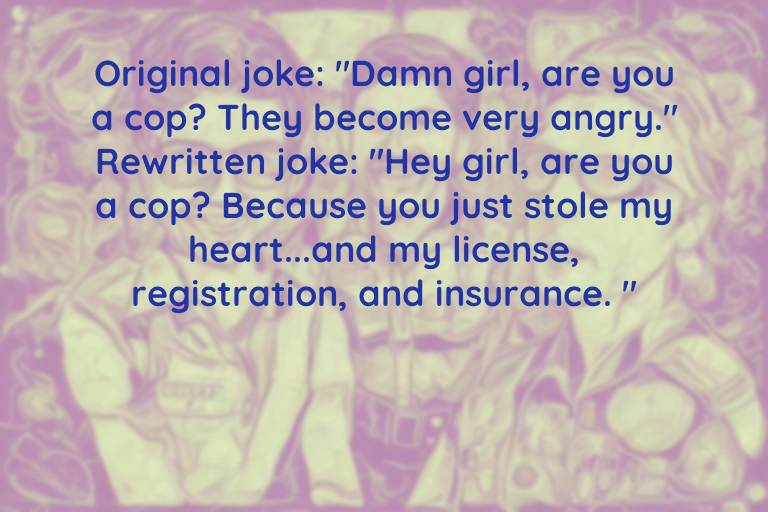 Original joke: "Damn girl, are you
a cop? They become very angry."
Rewritten joke: "Hey girl, are you
a cop? Because you just stole my
heart...and my license,
registration, and insurance. "